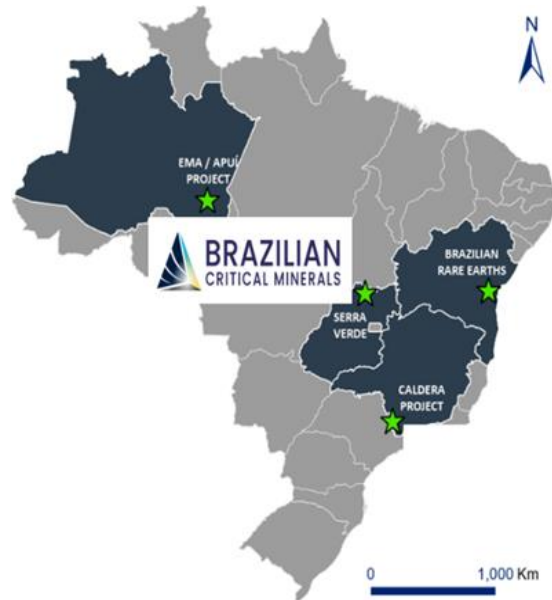 N
EMA / APUÍ
PROJECT
BRAZILIAN
CRITICAL MINERALS
BRAZILIAN
RARE EARTHS
SERRA
VERDE
CALDERA
PROJECT
0 1,000 Km